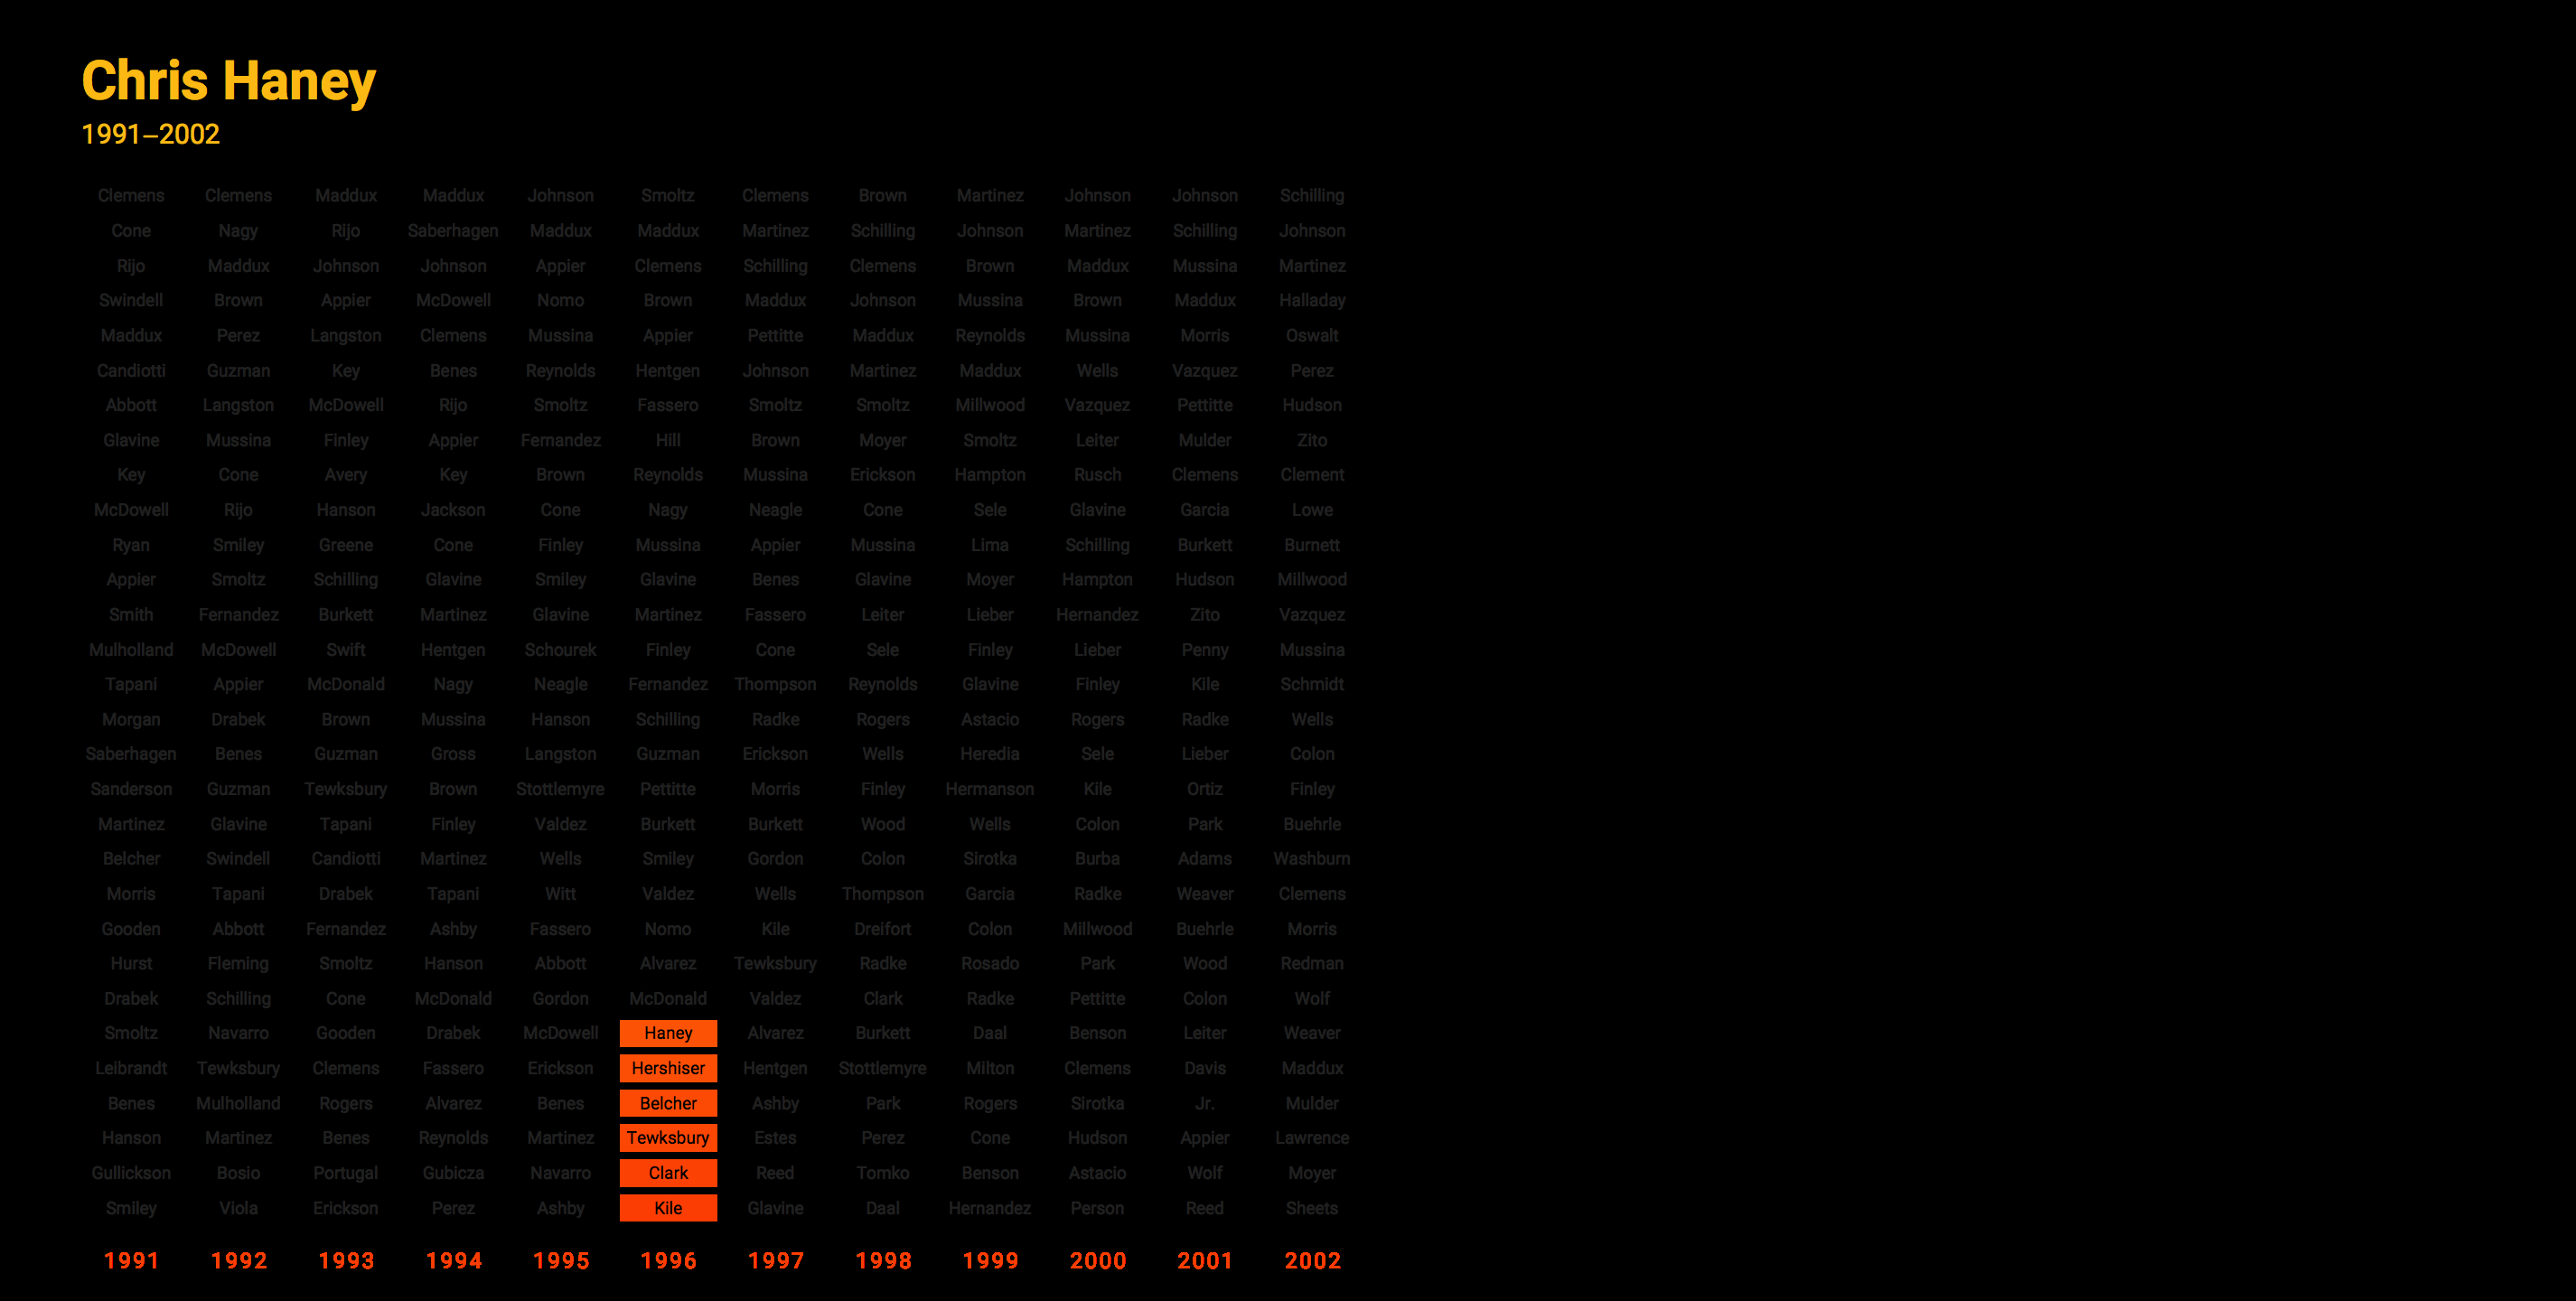 Chris Haney
1991–2002
Clemens Clemens Maddux Maddux Johnson Smoltz Clemens Brown Martinez Johnson Johnson Schilling
Cone Nagy Rijo Saberhagen Maddux Maddux Martinez Schilling Johnson Martinez Schilling Johnson
Rijo Maddux Johnson Johnson Appier Clemens Schilling Clemens Brown Maddux Mussina Martinez
Swindell Brown Appier McDowell Nomo Brown Maddux Johnson Mussina Brown Maddux Halladay
Maddux Perez Langston Clemens Mussina Appier Pettitte Maddux Reynolds Mussina Morris Oswalt
Candiotti Guzman Key Benes Reynolds Hentgen Johnson Martinez Maddux Wells Vazquez Perez
Abbott Langston McDowell Rijo Smoltz Fassero Smoltz Smoltz Millwood Vazquez Pettitte Hudson
Glavine Mussina Finley Appier Fernandez Hill Brown Moyer Smoltz Leiter Mulder Zito
Key Cone Avery Key Brown Reynolds Mussina Erickson Hampton Rusch Clemens Clement
McDowell Rijo Hanson Jackson Cone Nagy Neagle Cone Sele Glavine Garcia Lowe
Ryan Smiley Greene Cone Finley Mussina Appier Mussina Lima Schilling Burkett Burnett
Appier Smoltz Schilling Glavine Smiley Glavine Benes Glavine Moyer Hampton Hudson Millwood
Smith Fernandez Burkett Martinez Glavine Martinez Fassero Leiter Lieber Hernandez Zito Vazquez
Mulholland McDowell Swift Hentgen Schourek Finley Cone Sele Finley Lieber Penny Mussina
Tapani Appier McDonald Nagy Neagle Fernandez Thompson Reynolds Glavine Finley Kile Schmidt
Morgan Drabek Brown Mussina Hanson Schilling Radke Rogers Astacio Rogers Radke Wells
Saberhagen Benes Guzman Gross Langston Guzman Erickson Wells Heredia Sele Lieber Colon
Sanderson Guzman Tewksbury Brown Stottlemyre Pettitte Morris Finley Hermanson Kile Ortiz Finley
Martinez Glavine Tapani Finley Valdez Burkett Burkett Wood Wells Colon Park Buehrle
Belcher Swindell Candiotti Martinez Wells Smiley Gordon Colon Sirotka Burba Adams Washburn
Morris Tapani Drabek Tapani Witt Valdez Wells Thompson Garcia Radke Weaver Clemens
Gooden Abbott Fernandez Ashby Fassero Nomo Kile Dreifort Colon Millwood Buehrle Morris
Hurst Fleming Smoltz Hanson Abbott Alvarez Tewksbury Radke Rosado Park Wood Redman
Drabek Schilling Cone McDonald Gordon McDonald Valdez Clark Radke Pettitte Colon Wolf
Smoltz Navarro Gooden Drabek McDowell Haney Alvarez Burkett Daal Benson Leiter Weaver
Leibrandt Tewksbury Clemens Fassero Erickson Hershiser Hentgen Stottlemyre Milton Clemens Davis Maddux
Benes Mulholland Rogers Alvarez Benes Belcher Ashby Park Rogers Sirotka Jr. Mulder
Hanson Martinez Benes Reynolds Martinez Tewksbury Estes Perez Cone Hudson Appier Lawrence
Gullickson Bosio Portugal Gubicza Navarro Clark Reed Tomko Benson Astacio Wolf Moyer
Smiley Viola Erickson Perez Ashby Kile Glavine Daal Hernandez Person Reed Sheets
1991 1992 1993 1994 1995 1996 1997 1998 1999 2000 2001 2002